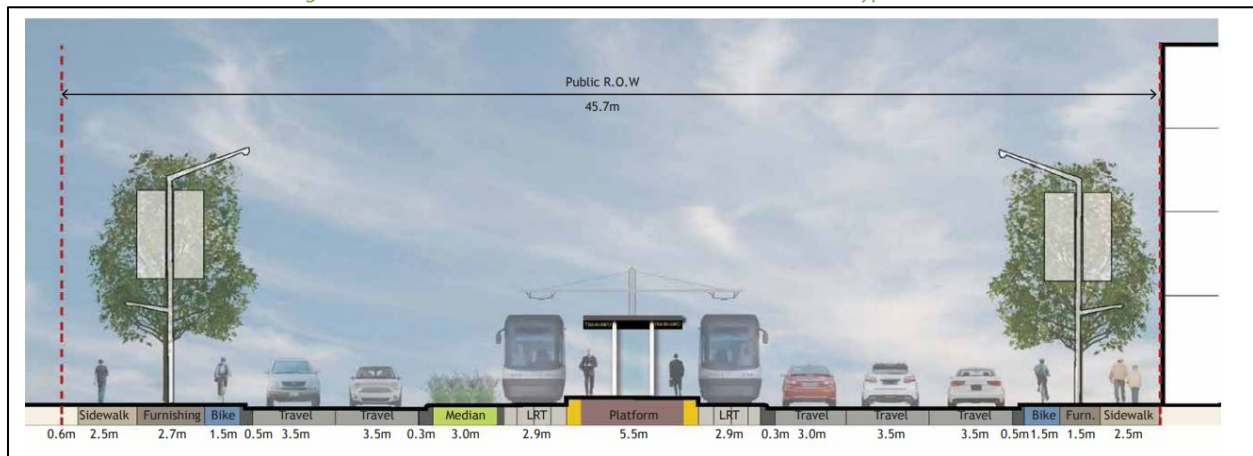 Public R.O.W
45.7m
Sidewalk Furnishing Bike Travel Travel Median LRT Platform LRT Travel Travel Travel Bike Furn. Sidewalk
0.6m 2.5m 2.7m 1.5m 0.5m 3.5m 3.5m 0.3m 3.0m 2.9m 5.5m 2.9m 0.3m 3.0m 3.5m 3.5m 0.5m 1.5m 1.5m 2.5m